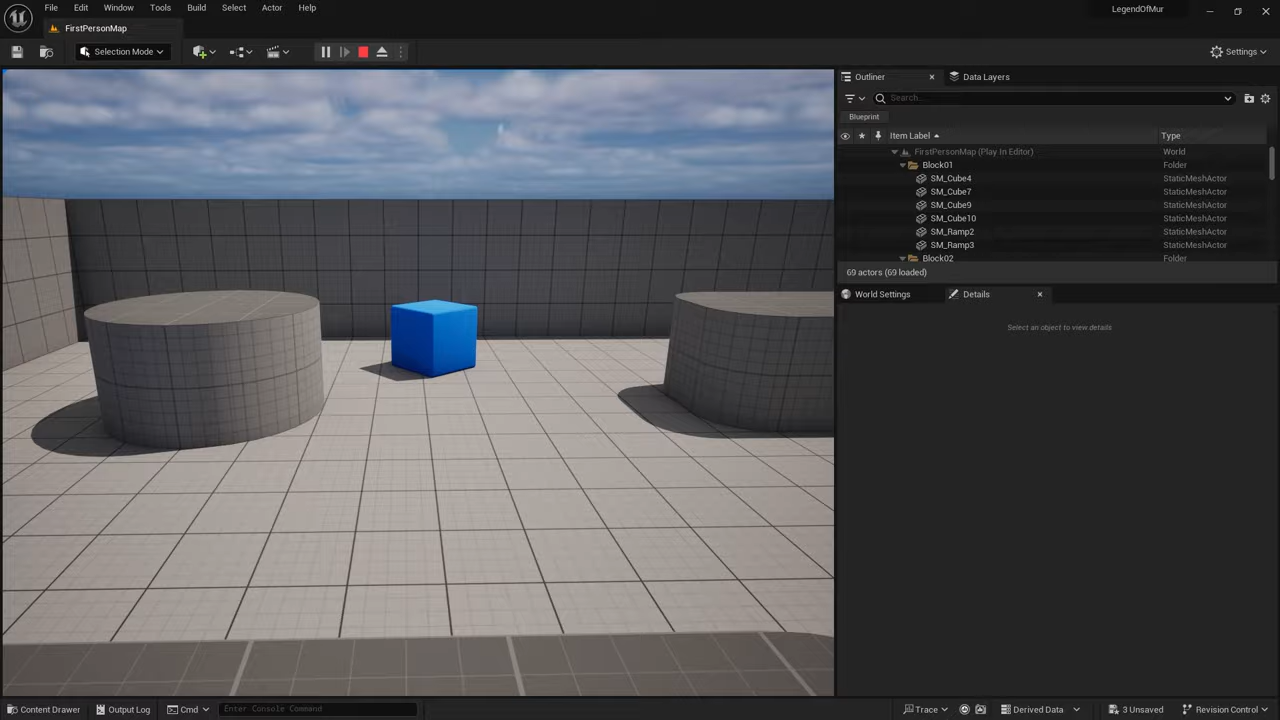 File Edit Window Tools Build Select Actor Help LegendOfMur
FirstPersonMap
Selection Mode Settings
Outliner Data Layers
Search...
Blueprint
Item Label Type
FirstPersonMap (Play In Editor) World
Block01 Folder
SM_Cube4 StaticMeshActor
SM_Cube7 StaticMeshActor
SM_Cube9 StaticMeshActor
SM_Cube10 StaticMeshActor
SM_Ramp2 StaticMeshActor
SM_Ramp3 StaticMeshActor
Block02 Folder
69 actors (69 loaded)
World Settings Details
Select an object to view details
Content Drawer Output Log Cmd Enter Console Command Trace Derived Data 3 Unsaved Revision Control